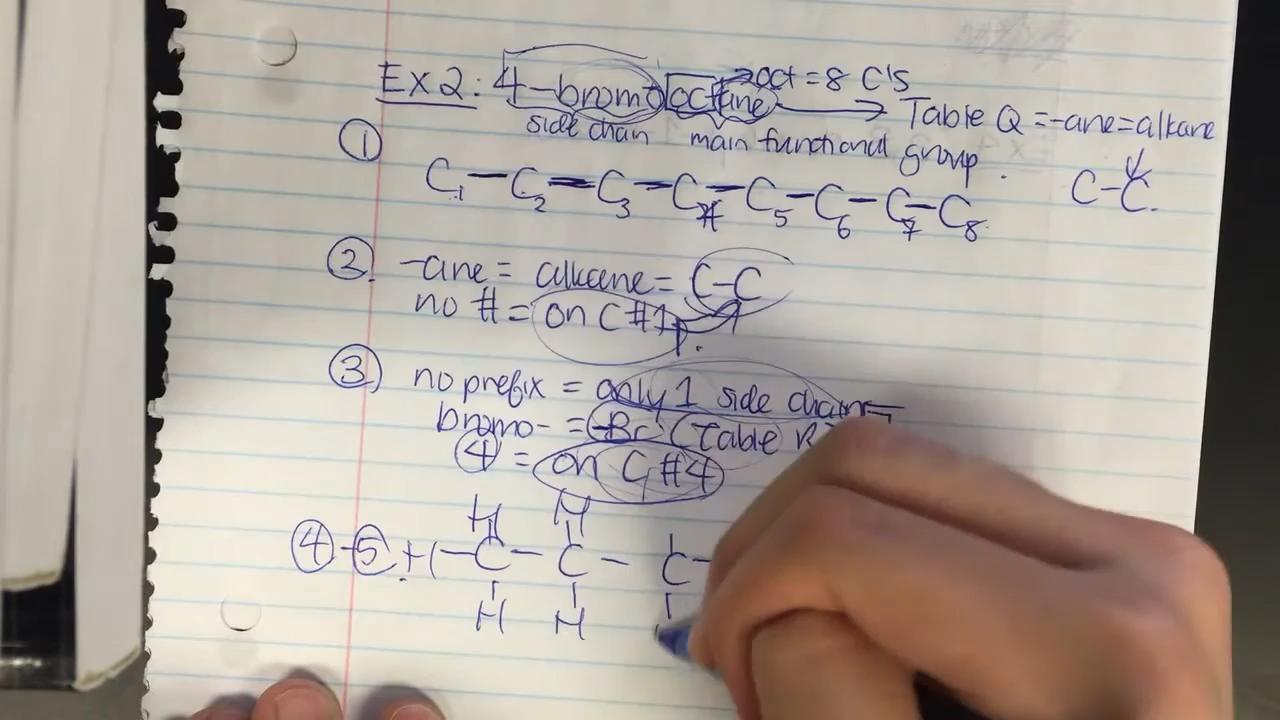 Ex 2: 4-bromooctane → oct = 8 C's
→ Table Q = -ane = alkane
side chain main functional group.
① C1 - C2 - C3 - C4 - C5 - C6 - C7 - C8
C-C
② -ane = alkane = C-C
no # = on C #1
③ no prefix = only 1 side chain
bromo- = -Br (Table R
④ = on C #4
H H
④-⑤ H-C-C-C-
H H